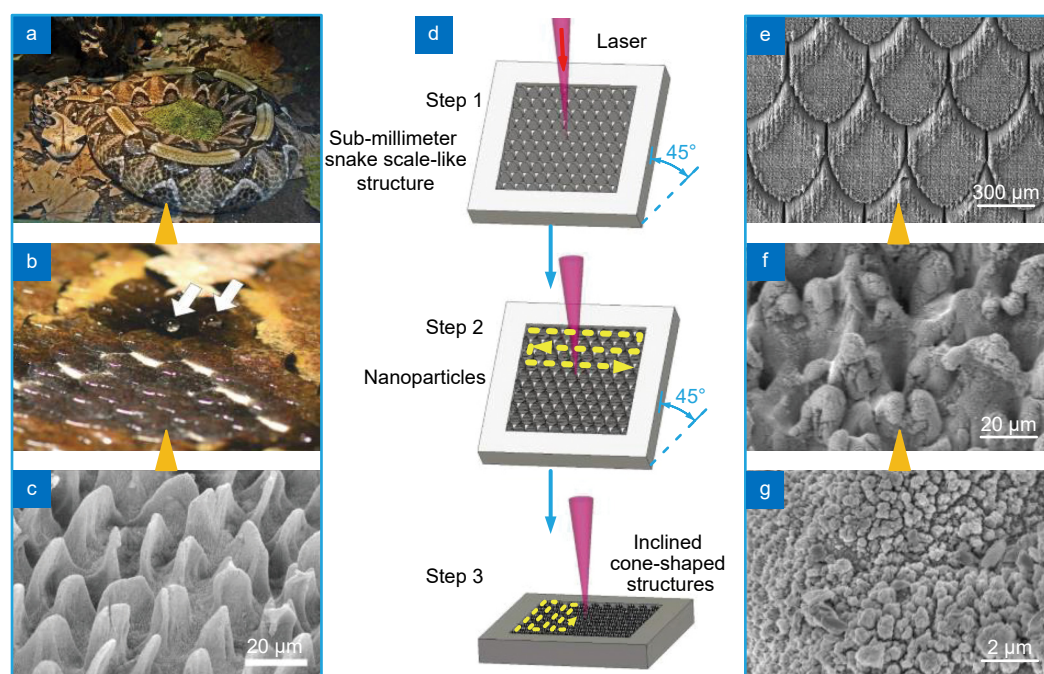 a
b
c
20 μm
d
Laser
Step 1
Sub-millimeter
snake scale-like
structure
45°
Step 2
Nanoparticles
45°
Step 3
Inclined
cone-shaped
structures
e
300 μm
f
20 μm
g
2 μm